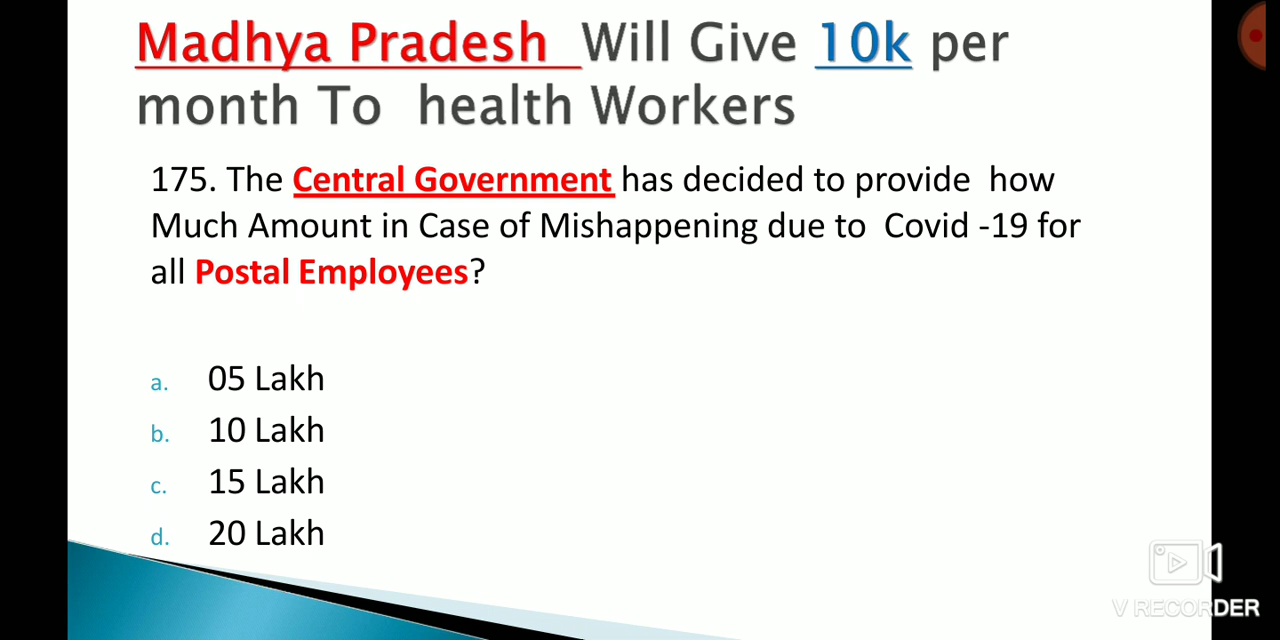 Madhya Pradesh Will Give 10k per
month To health Workers
175. The Central Government has decided to provide how
Much Amount in Case of Mishappening due to Covid -19 for
all Postal Employees?
a. 05 Lakh
b. 10 Lakh
c. 15 Lakh
d. 20 Lakh
V RECORDER